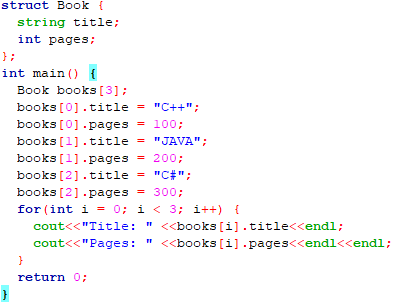 struct Book {
  string title;
  int pages;
};
int main() {
  Book books[3];
  books[0].title = "C++";
  books[0].pages = 100;
  books[1].title = "JAVA";
  books[1].pages = 200;
  books[2].title = "C#";
  books[2].pages = 300;
  for(int i = 0; i < 3; i++) {
    cout<<"Title: " <<books[i].title<<endl;
    cout<<"Pages: " <<books[i].pages<<endl<<endl;
  }
  return 0;
}